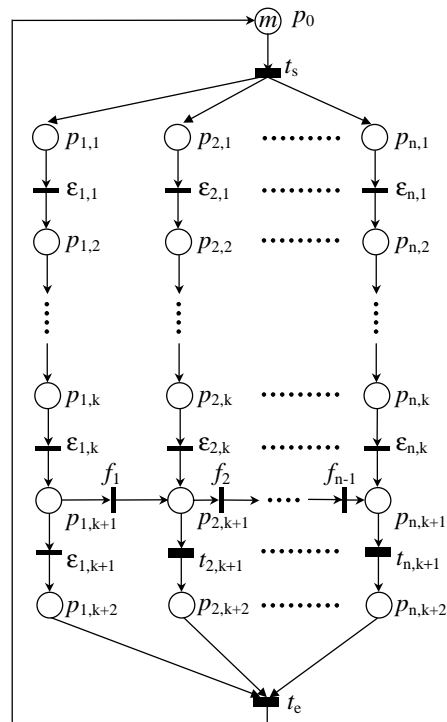 m p₀
tₛ
p₁,₁ p₂,₁ ·········· pₙ,₁
ε₁,₁ ε₂,₁ ·········· εₙ,₁
p₁,₂ p₂,₂ ·········· pₙ,₂
p₁,ₖ p₂,ₖ ·········· pₙ,ₖ
ε₁,ₖ ε₂,ₖ ·········· εₙ,ₖ
f₁ f₂ fₙ₋₁
p₁,ₖ₊₁ p₂,ₖ₊₁ ···· pₙ,ₖ₊₁
ε₁,ₖ₊₁ t₂,ₖ₊₁ ·········· tₙ,ₖ₊₁
p₁,ₖ₊₂ p₂,ₖ₊₂ ·········· pₙ,ₖ₊₂
tₑ